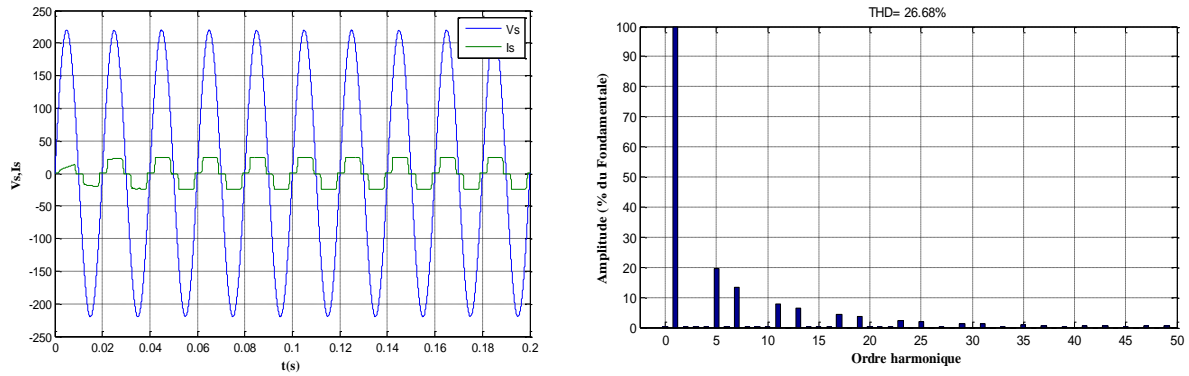 250
200
150
100
50
0
-50
-100
-150
-200
-250
Vs,Is
Vs
Is
0 0.02 0.04 0.06 0.08 0.1 0.12 0.14 0.16 0.18 0.2
t(s)
THD= 26.68%
100
90
80
70
60
50
40
30
20
10
0
Amplitude (% du Fondamentale)
0 5 10 15 20 25 30 35 40 45 50
Ordre harmonique